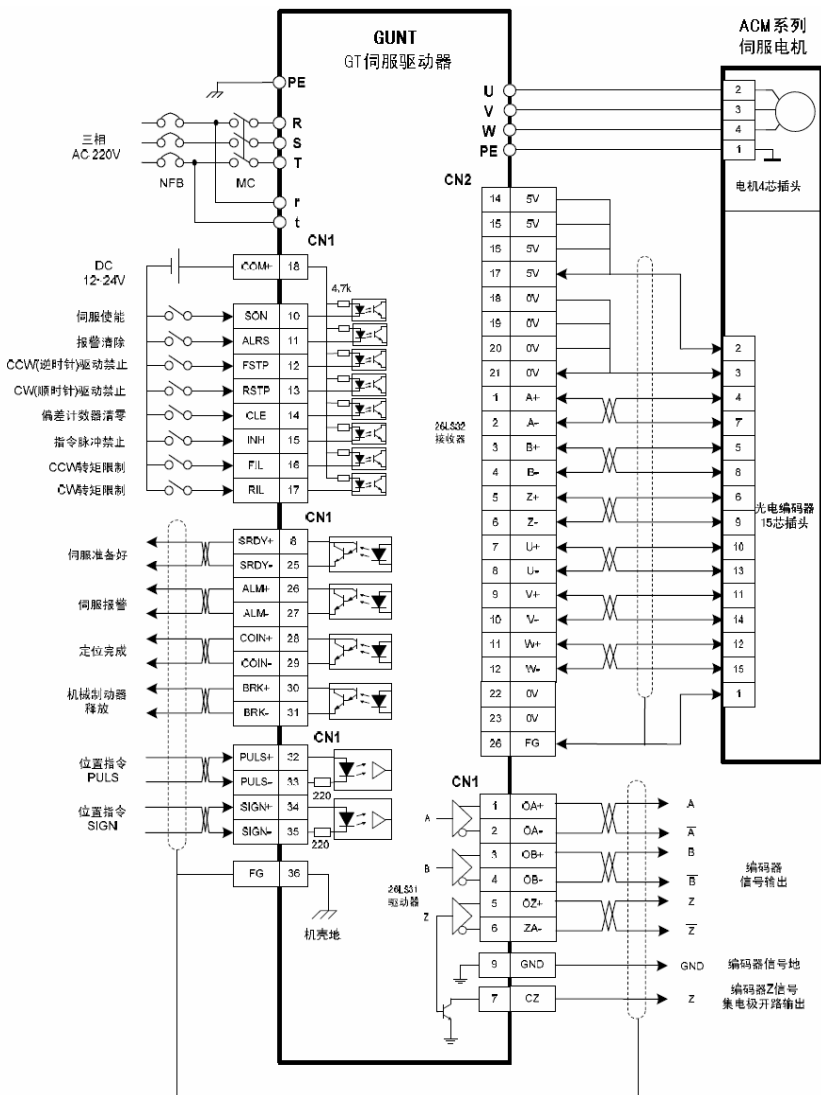 GUNT
GT伺服驱动器
ACM系列
伺服电机
PE
三相
AC 220V
NFB
MC
R
S
T
r
t
U
V
W
PE
2
3
4
1
电机4芯插头
CN1
DC
12~24V
COM+ 18
4.7k
伺服使能 SON 10
报警清除 ALRS 11
CCW(逆时针)驱动禁止 FSTP 12
CW(顺时针)驱动禁止 RSTP 13
偏差计数器清零 CLE 14
指令脉冲禁止 INH 15
CCW转矩限制 FIL 16
CW转矩限制 RIL 17
CN1
伺服准备好
SRDY+ 8
SRDY- 25
伺服报警
ALM+ 26
ALM- 27
定位完成
COIN+ 28
COIN- 29
机械制动器
释放
BRK+ 30
BRK- 31
CN1
位置指令
PULS
PULS+ 32
PULS- 33
220
位置指令
SIGN
SIGN+ 34
SIGN- 35
220
FG 36
机壳地
CN2
14 5V
15 5V
16 5V
17 5V
18 0V
19 0V
20 0V
21 0V
1 A+
2 A-
3 B+
4 B-
5 Z+
6 Z-
7 U+
8 U-
9 V+
10 V-
11 W+
12 W-
22 0V
23 0V
26 FG
26LS32
接收器
2
3
4
7
5
8
6
9
10
13
11
14
12
15
1
光电编码器
15芯插头
CN1
A 1 OA+ A
2 OA- A̅
B 3 OB+ B
4 OB- B̅
Z 5 OZ+ Z
6 ZA- Z̅
26LS31
驱动器
编码器
信号输出
9 GND GND 编码器信号地
7 CZ Z 编码器Z信号
集电极开路输出